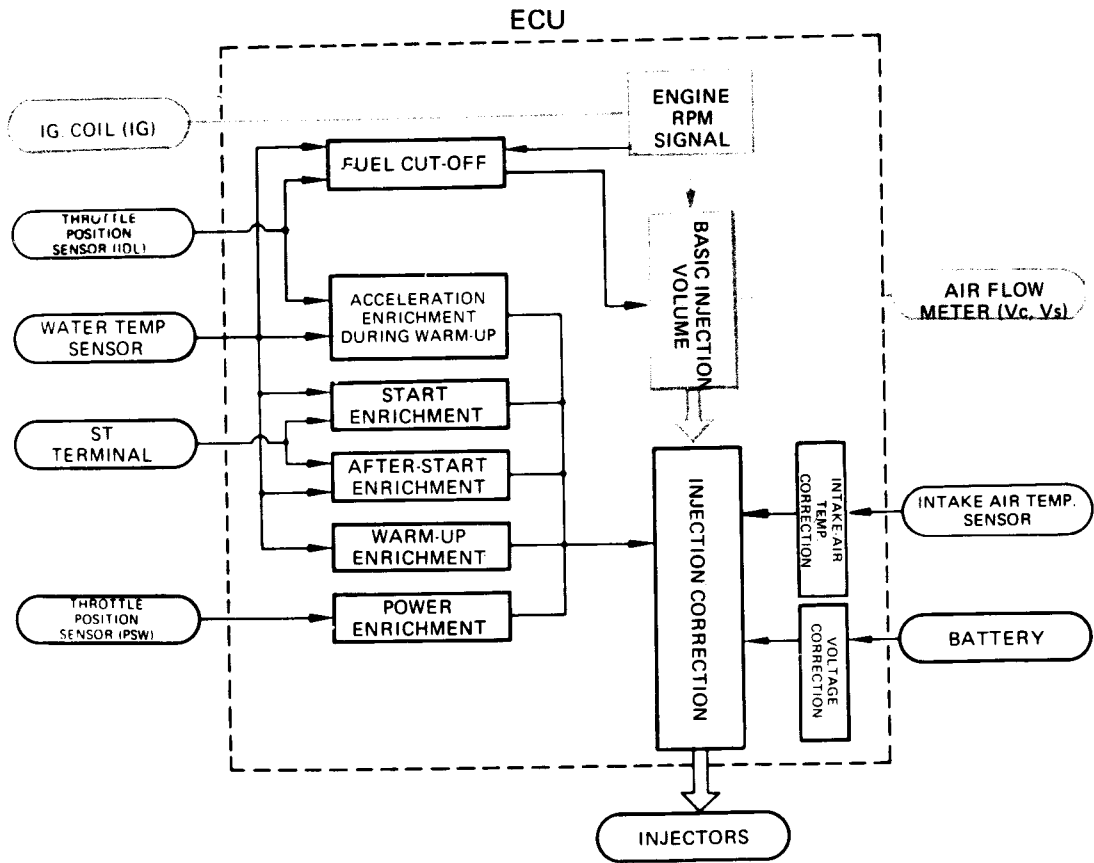 ECU
IG. COIL (IG)
ENGINE
RPM
SIGNAL
FUEL CUT-OFF
THROTTLE
POSITION
SENSOR (IDL)
BASIC INJECTION
VOLUME
ACCELERATION
ENRICHMENT
DURING WARM-UP
AIR FLOW
METER (Vc, Vs)
WATER TEMP
SENSOR
START
ENRICHMENT
ST
TERMINAL
AFTER-START
ENRICHMENT
INJECTION CORRECTION
INTAKE-AIR
TEMP.
CORRECTION
INTAKE AIR TEMP.
SENSOR
WARM-UP
ENRICHMENT
THROTTLE
POSITION
SENSOR (PSW)
POWER
ENRICHMENT
VOLTAGE
CORRECTION
BATTERY
INJECTORS